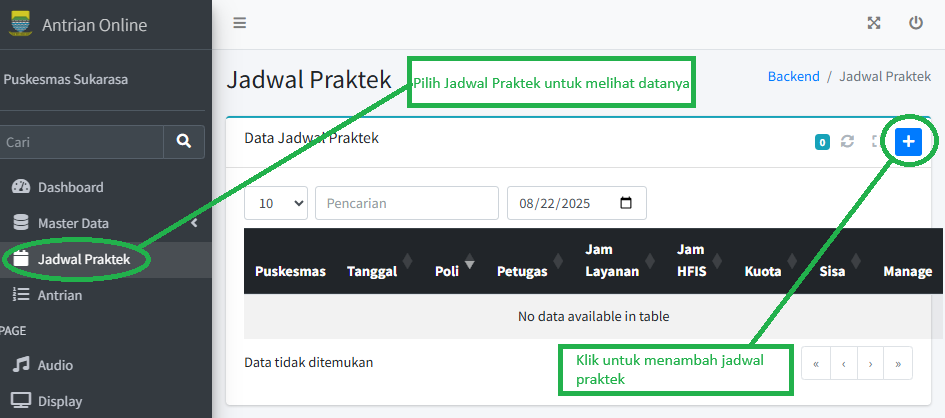 Antrian Online
Puskesmas Sukarasa
Cari
Dashboard
Master Data
Jadwal Praktek
Antrian
PAGE
Audio
Display
Jadwal Praktek
Pilih Jadwal Praktek untuk melihat datanya
Backend / Jadwal Praktek
Data Jadwal Praktek
0
10
Pencarian
08/22/2025
Puskesmas Tanggal Poli Petugas Jam Layanan Jam HFIS Kuota Sisa Manage
No data available in table
Data tidak ditemukan
Klik untuk menambah jadwal
praktek
« ‹ › »